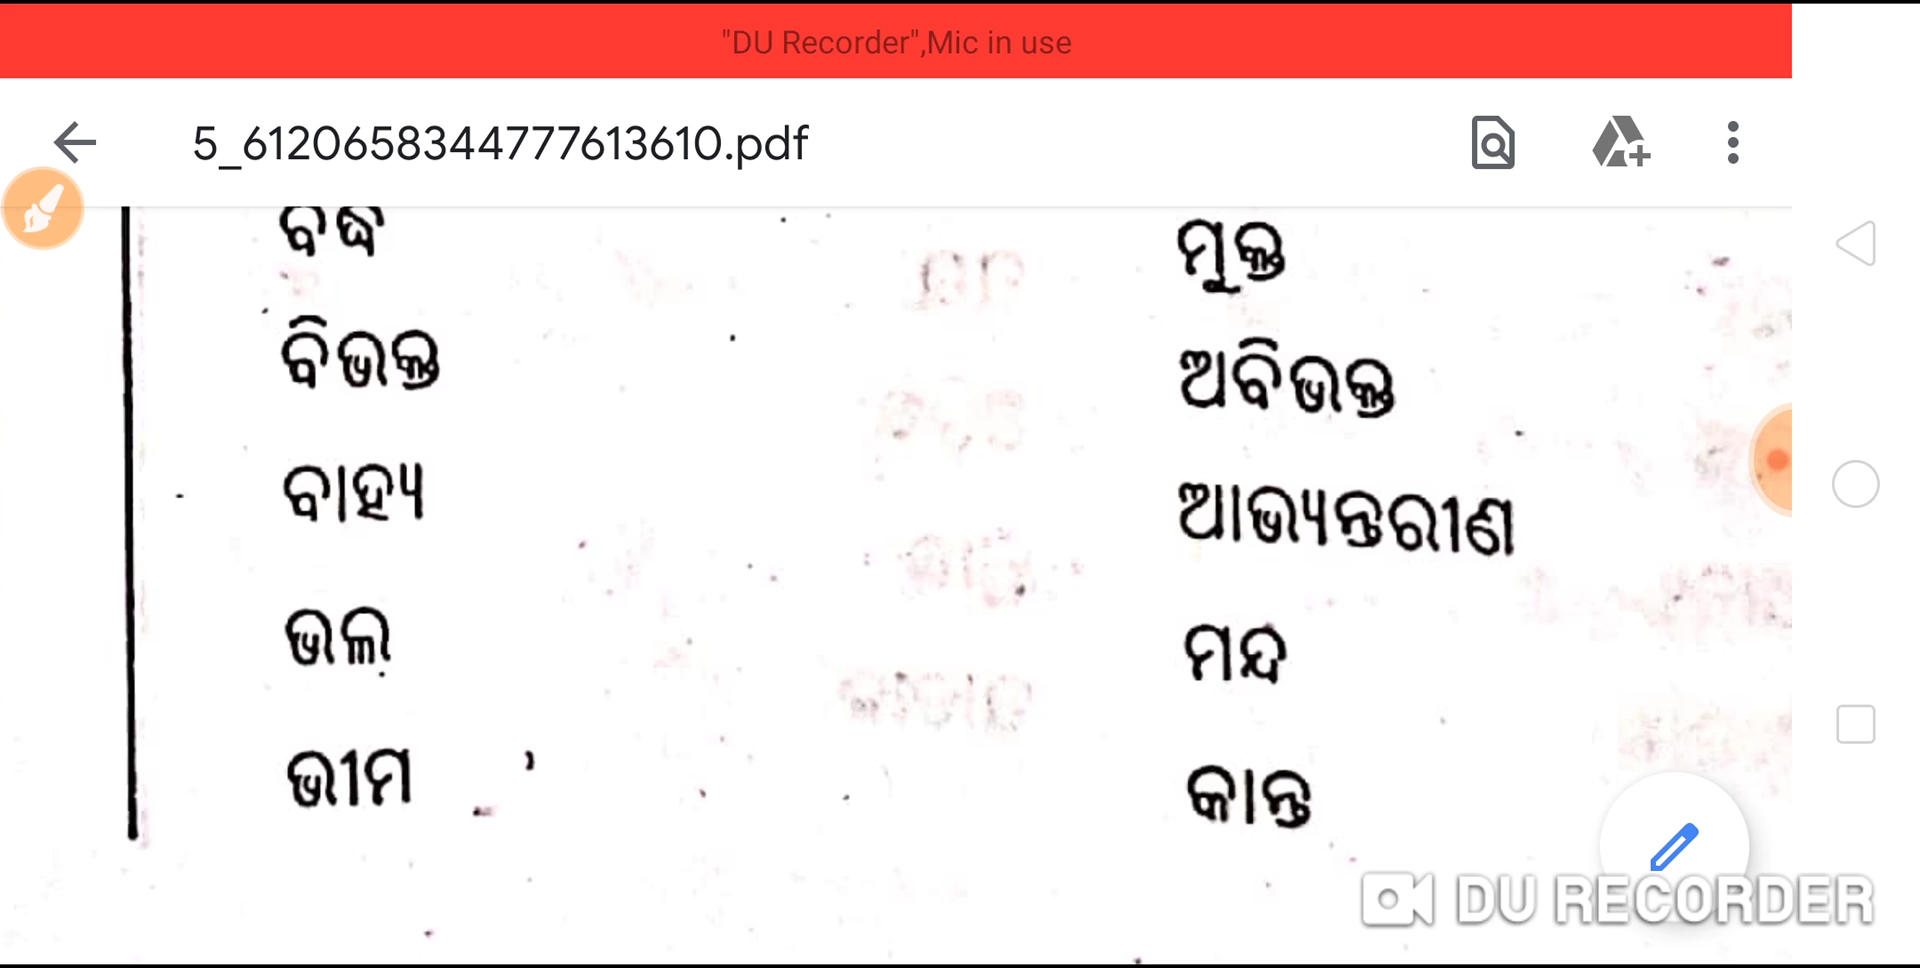 "DU Recorder",Mic in use
5_6120658344777613610.pdf
ବଦ୍ଧ ମୁକ୍ତ
ବିଭକ୍ତ ଅବିଭକ୍ତ
ବାହ୍ୟ ଆଭ୍ୟନ୍ତରୀଣ
ଭଲ ମନ୍ଦ
ଭୀମ କାନ୍ତ
DU RECORDER